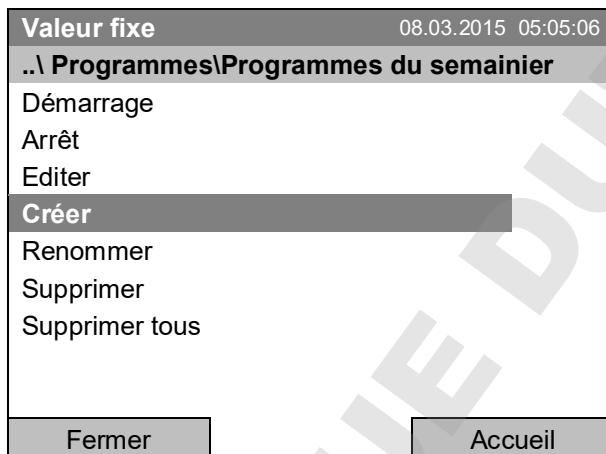 Valeur fixe 08.03.2015 05:05:06
..\ Programmes\Programmes du semainier
Démarrage
Arrêt
Editer
Créer
Renommer
Supprimer
Supprimer tous
Fermer Accueil